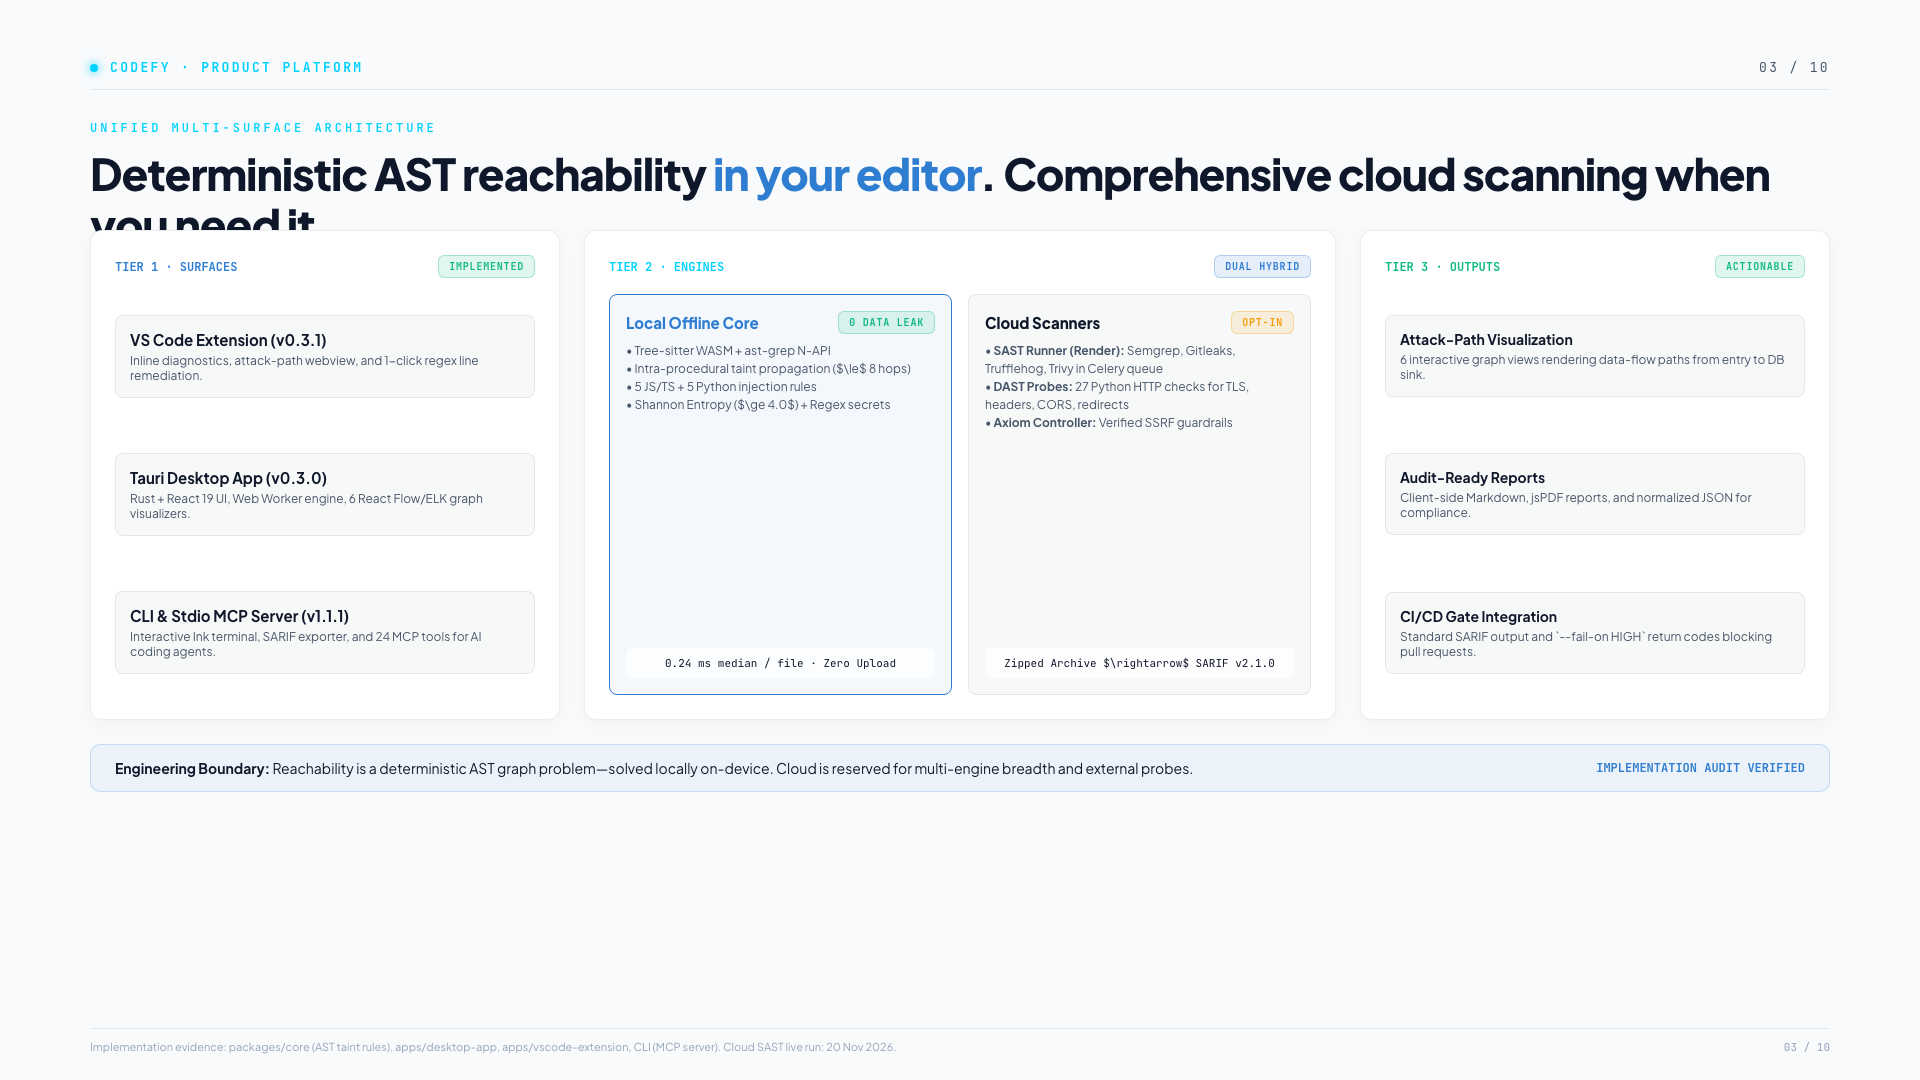 CODEFY · PRODUCT PLATFORM
03 / 10
UNIFIED MULTI-SURFACE ARCHITECTURE
Deterministic AST reachability in your editor. Comprehensive cloud scanning when
you need it
TIER 1 · SURFACES
IMPLEMENTED
VS Code Extension (v0.3.1)
Inline diagnostics, attack-path webview, and 1-click regex line
remediation.
Tauri Desktop App (v0.3.0)
Rust + React 19 UI, Web Worker engine, 6 React Flow/ELK graph
visualizers.
CLI & Stdio MCP Server (v1.1.1)
Interactive Ink terminal, SARIF exporter, and 24 MCP tools for AI
coding agents.
TIER 2 · ENGINES
DUAL HYBRID
Local Offline Core
0 DATA LEAK
• Tree-sitter WASM + ast-grep N-API
• Intra-procedural taint propagation ($\le$ 8 hops)
• 5 JS/TS + 5 Python injection rules
• Shannon Entropy ($\ge 4.0$) + Regex secrets
0.24 ms median / file · Zero Upload
Cloud Scanners
OPT-IN
• SAST Runner (Render): Semgrep, Gitleaks,
Trufflehog, Trivy in Celery queue
• DAST Probes: 27 Python HTTP checks for TLS,
headers, CORS, redirects
• Axiom Controller: Verified SSRF guardrails
Zipped Archive $\rightarrow$ SARIF v2.1.0
TIER 3 · OUTPUTS
ACTIONABLE
Attack-Path Visualization
6 interactive graph views rendering data-flow paths from entry to DB
sink.
Audit-Ready Reports
Client-side Markdown, jsPDF reports, and normalized JSON for
compliance.
CI/CD Gate Integration
Standard SARIF output and `--fail-on HIGH` return codes blocking
pull requests.
Engineering Boundary: Reachability is a deterministic AST graph problem—solved locally on-device. Cloud is reserved for multi-engine breadth and external probes.
IMPLEMENTATION AUDIT VERIFIED
Implementation evidence: packages/core (AST taint rules), apps/desktop-app, apps/vscode-extension, CLI (MCP server). Cloud SAST live run: 20 Nov 2026.
03 / 10